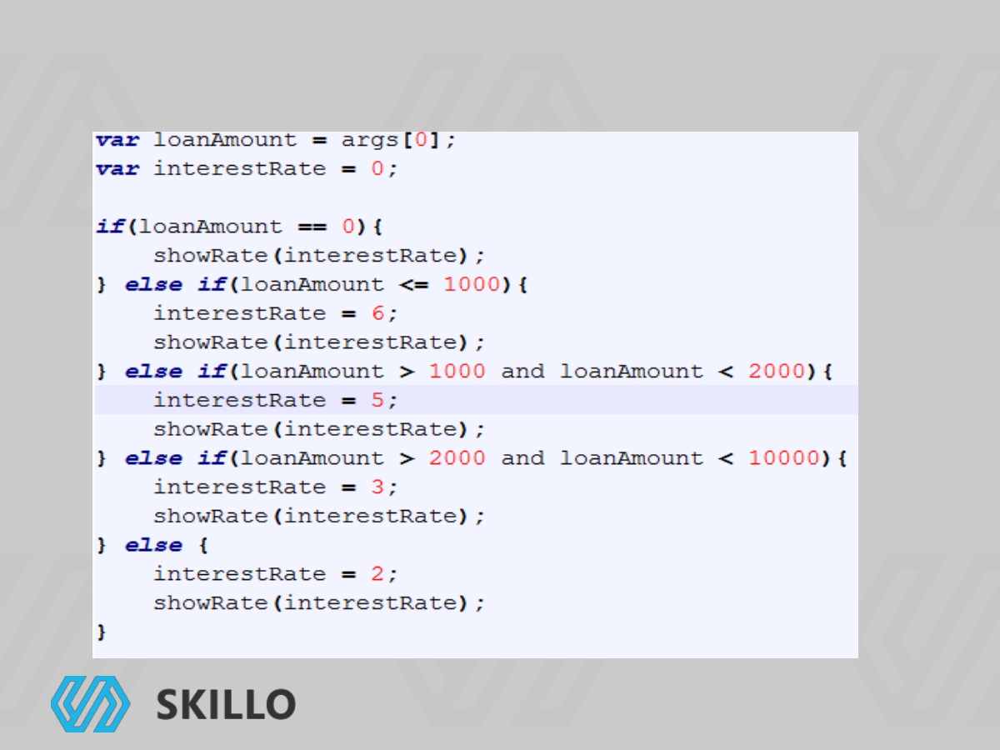 var loanAmount = args[0];
var interestRate = 0;

if(loanAmount == 0){
    showRate(interestRate);
} else if(loanAmount <= 1000){
    interestRate = 6;
    showRate(interestRate);
} else if(loanAmount > 1000 and loanAmount < 2000){
    interestRate = 5;
    showRate(interestRate);
} else if(loanAmount > 2000 and loanAmount < 10000){
    interestRate = 3;
    showRate(interestRate);
} else {
    interestRate = 2;
    showRate(interestRate);
}
SKILLO